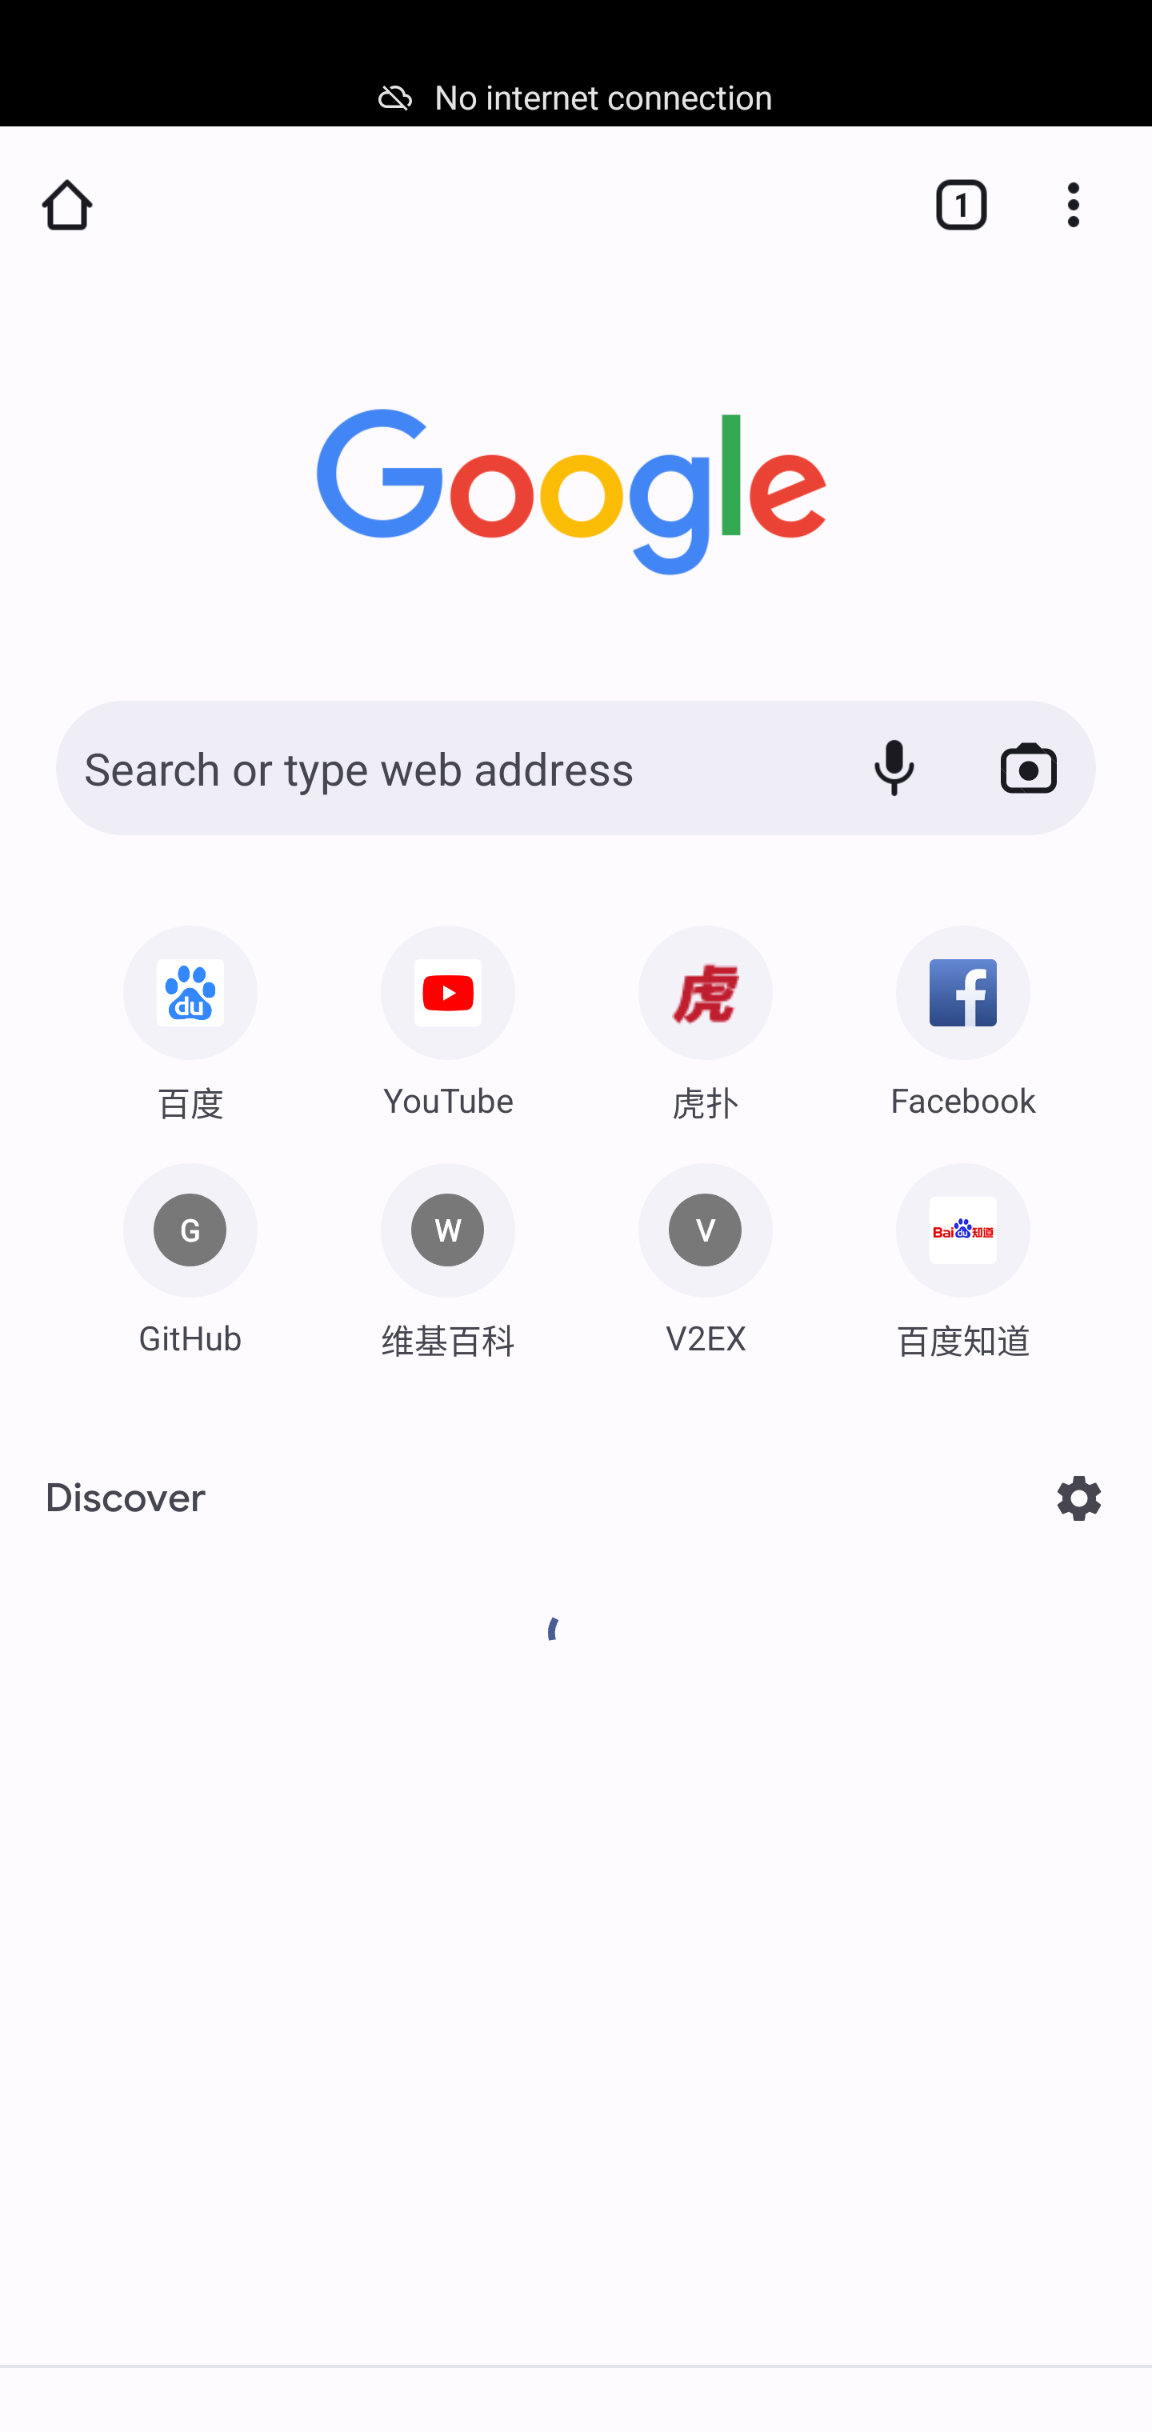 No internet connection
1
Google
Search or type web address
du
百度
YouTube
虎
虎扑
Facebook
G
GitHub
W
维基百科
V
V2EX
Bai du 知道
百度知道
Discover